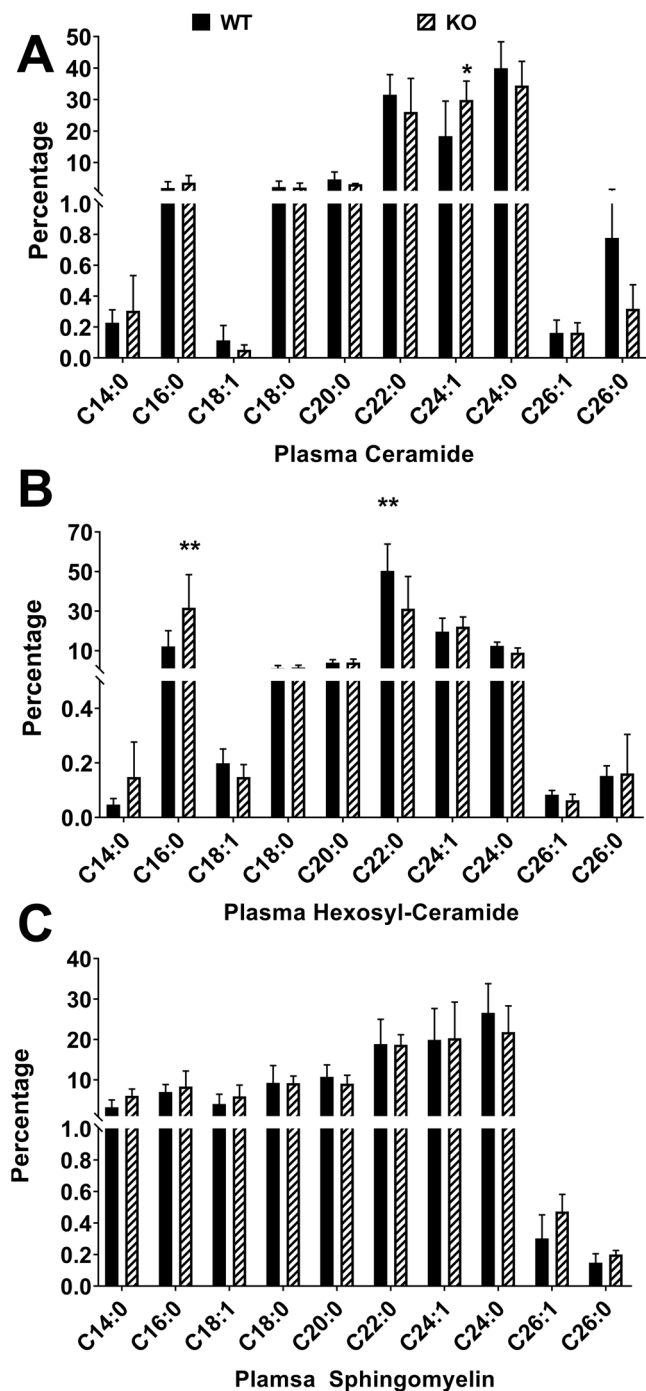 WT KO
A
50
40
30
20
10
1.0
0.8
0.6
0.4
0.2
0.0
Percentage
*
C14:0 C16:0 C18:1 C18:0 C20:0 C22:0 C24:1 C24:0 C26:1 C26:0
Plasma Ceramide
B
70
50
30
10
0.4
0.2
0.0
Percentage
** **
C14:0 C16:0 C18:1 C18:0 C20:0 C22:0 C24:1 C24:0 C26:1 C26:0
Plasma Hexosyl-Ceramide
C
40
30
20
10
1.0
0.8
0.6
0.4
0.2
0.0
Percentage
C14:0 C16:0 C18:1 C18:0 C20:0 C22:0 C24:1 C24:0 C26:1 C26:0
Plamsa Sphingomyelin